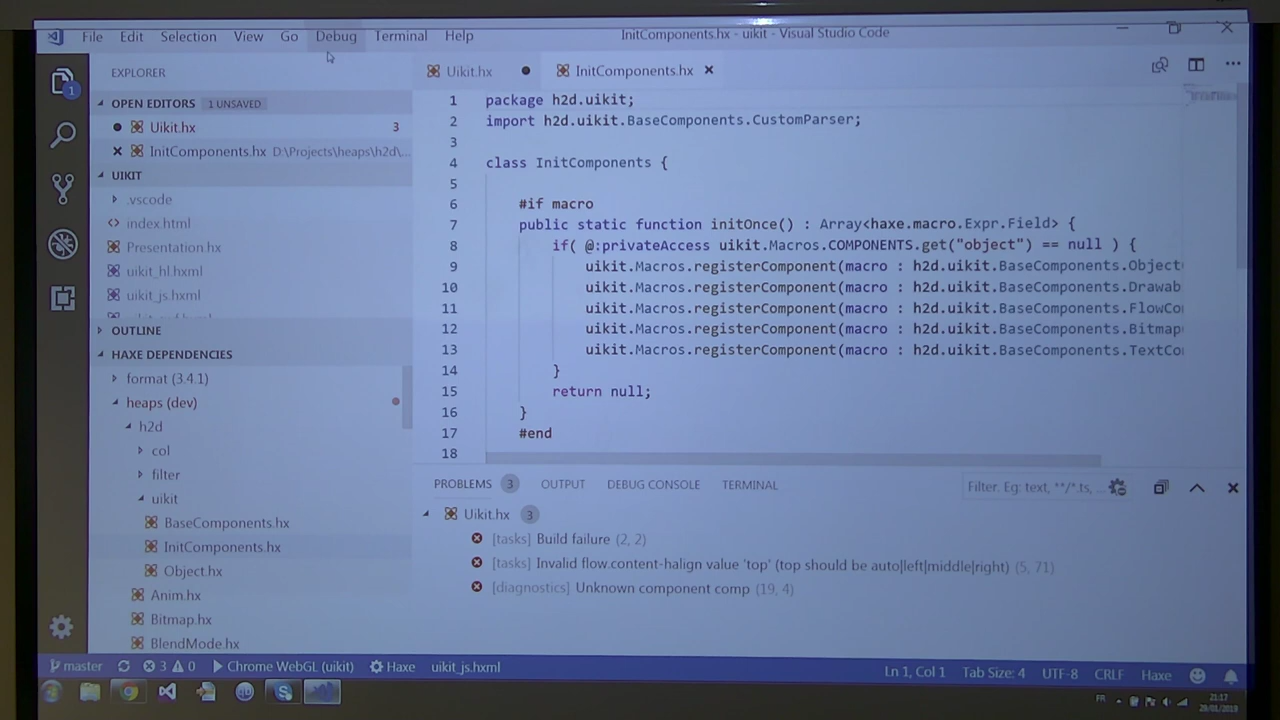 File Edit Selection View Go Debug Terminal Help
InitComponents.hx - uikit - Visual Studio Code
EXPLORER
OPEN EDITORS 1 UNSAVED
Uikit.hx 3
InitComponents.hx D:\Projects\heaps\h2d\...
UIKIT
.vscode
index.html
Presentation.hx
uikit_hl.hxml
uikit_js.hxml
OUTLINE
HAXE DEPENDENCIES
format (3.4.1)
heaps (dev)
h2d
col
filter
uikit
BaseComponents.hx
InitComponents.hx
Object.hx
Anim.hx
Bitmap.hx
BlendMode.hx
Uikit.hx
InitComponents.hx
1 package h2d.uikit;
2 import h2d.uikit.BaseComponents.CustomParser;
3
4 class InitComponents {
5
6 #if macro
7 public static function initOnce() : Array<haxe.macro.Expr.Field> {
8 if( @:privateAccess uikit.Macros.COMPONENTS.get("object") == null ) {
9 uikit.Macros.registerComponent(macro : h2d.uikit.BaseComponents.Object
10 uikit.Macros.registerComponent(macro : h2d.uikit.BaseComponents.Drawab
11 uikit.Macros.registerComponent(macro : h2d.uikit.BaseComponents.FlowCo
12 uikit.Macros.registerComponent(macro : h2d.uikit.BaseComponents.Bitmap
13 uikit.Macros.registerComponent(macro : h2d.uikit.BaseComponents.TextCo
14 }
15 return null;
16 }
17 #end
18
PROBLEMS 3 OUTPUT DEBUG CONSOLE TERMINAL
Filter. Eg: text, **/*.ts, ...
Uikit.hx 3
[tasks] Build failure (2, 2)
[tasks] Invalid flow.content-halign value 'top' (top should be auto|left|middle|right) (5, 71)
[diagnostics] Unknown component comp (19, 4)
master 3 0 Chrome WebGL (uikit) Haxe uikit_js.hxml
Ln 1, Col 1 Tab Size: 4 UTF-8 CRLF Haxe
FR
21:17
29/01/2019